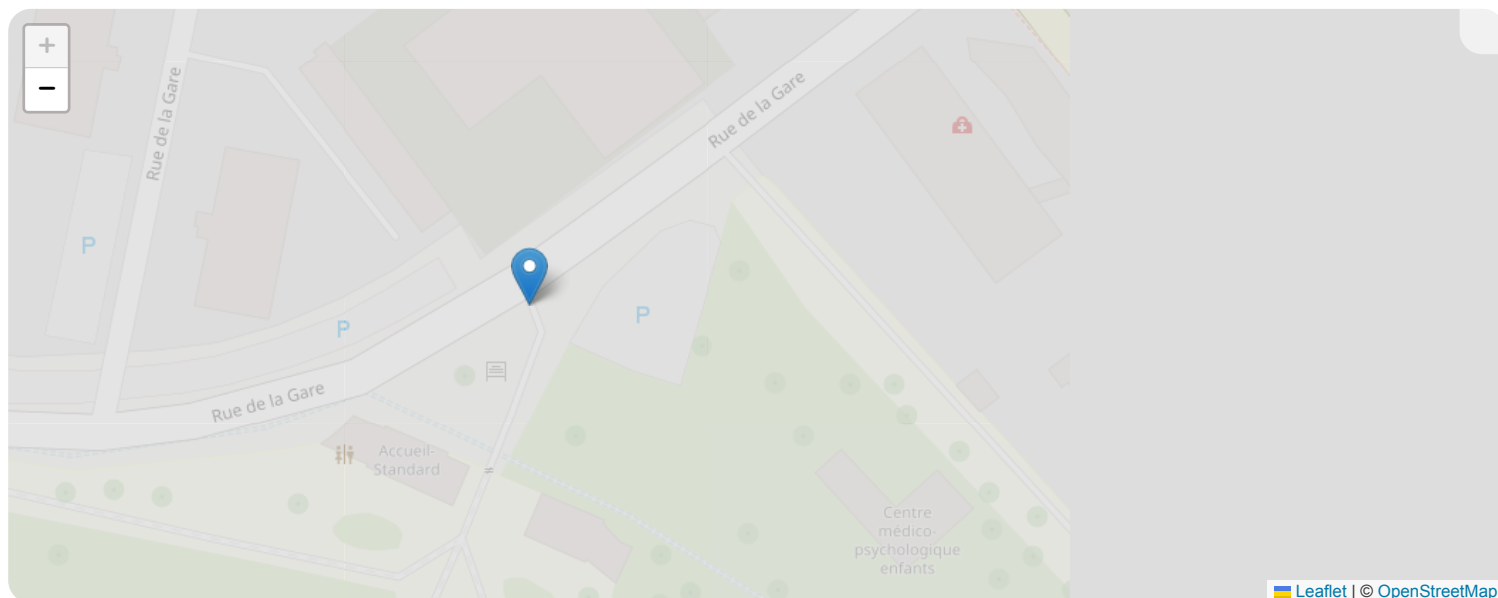 +
−
Rue de la Gare
Rue de la Gare
P
P
P
Rue de la Gare
Accueil-
Standard
Centre
médico-
psychologique
enfants
Leaflet | © OpenStreetMap